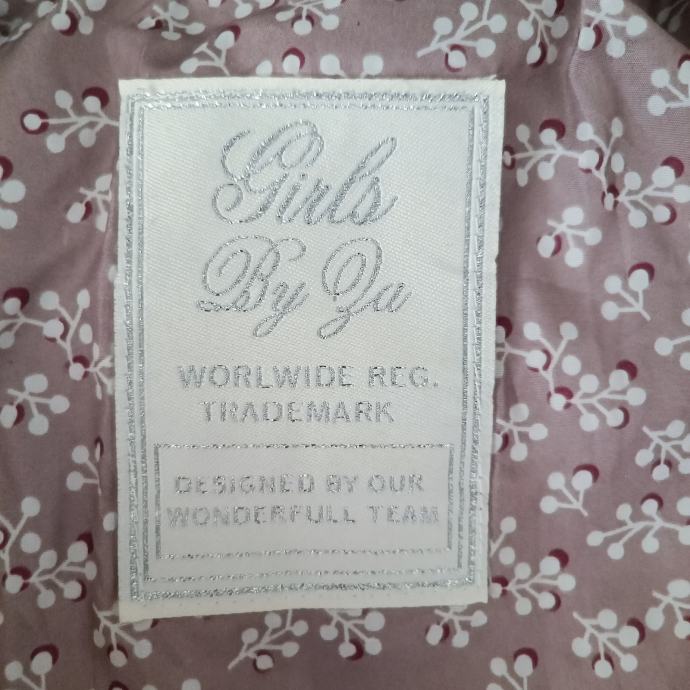 Girls
By Za
WORLWIDE REG.
TRADEMARK
DESIGNED BY OUR
WONDERFULL TEAM